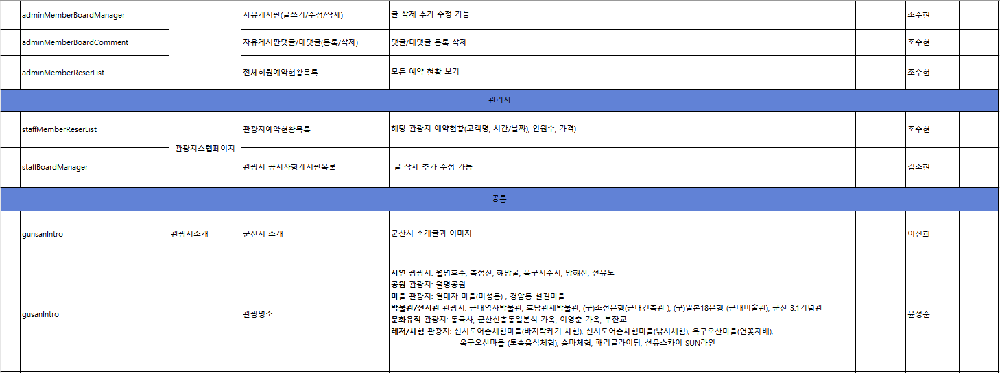 adminMemberBoardManager 자유게시판(글쓰기/수정/삭제) 글 삭제 추가 수정 가능 조수현
adminMemberBoardComment 자유게시판댓글/대댓글(등록/삭제) 댓글/대댓글 등록 삭제 조수현
adminMemberReserList 전체회원예약현황목록 모든 예약 현황 보기 조수현
관리자
staffMemberReserList 관광지예약현황목록 해당 관광지 예약현황(고객명, 시간/날짜), 인원수, 가격) 조수현
관광지스텝페이지
staffBoardManager 관광지 공지사항게시판목록 글 삭제 추가 수정 가능 김소현
공통
gunsanIntro 관광지소개 군산시 소개 군산시 소개글과 이미지 이진희
gusanIntro 관광명소 윤성준
자연 광광지: 월명호수, 축성산, 해망굴, 옥구저수지, 망해산, 선유도
공원 관광지: 월명공원
마을 관광지: 열대자 마을(미성동) , 경암동 철길마을
박물관/전시관 관광지: 근대역사박물관, 호남관세박물관, (구)조선은행(근대건축관 ), (구)일본18은행 (근대미술관), 군산 3.1기념관
문화유적 관광지: 동국사, 군산신흥동일본식 가옥, 이영춘 가옥, 부잔교
레저/체험 관광지: 신시도어촌체험마을(바지락케기 체험), 신시도어촌체험마을(낚시체험), 옥구오산마을(연꽃재배),
옥구오산마을 (토속음식체험), 승마체험, 패러글라이딩, 선유스카이 SUN라인